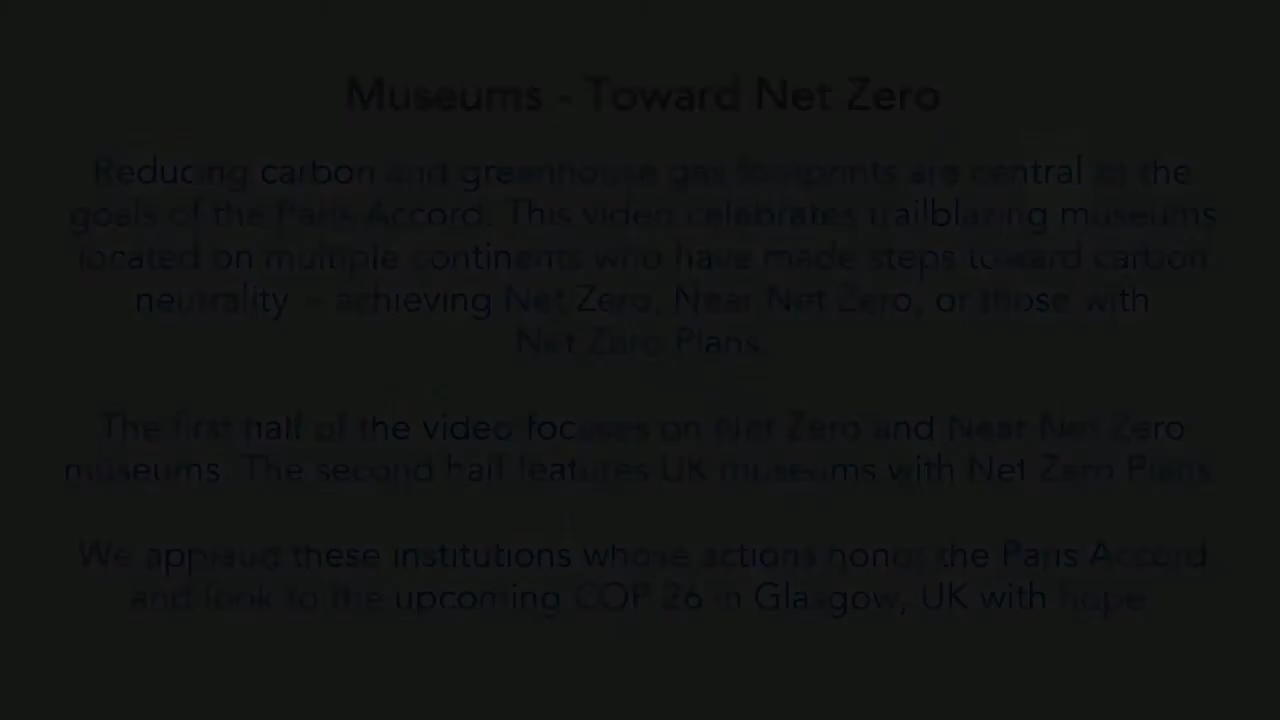 Museums - Toward Net Zero
Reducing carbon and greenhouse gas footprints are central to the
goals of the Paris Accord. This video celebrates trailblazing museums
located on multiple continents who have made steps toward carbon
neutrality – achieving Net Zero, Near Net Zero, or those with
Net Zero Plans.
The first half of the video focuses on Net Zero and Near Net Zero
museums. The second half features UK museums with Net Zero Plans.
We applaud these institutions whose actions honor the Paris Accord
and look to the upcoming COP 26 in Glasgow, UK with hope.